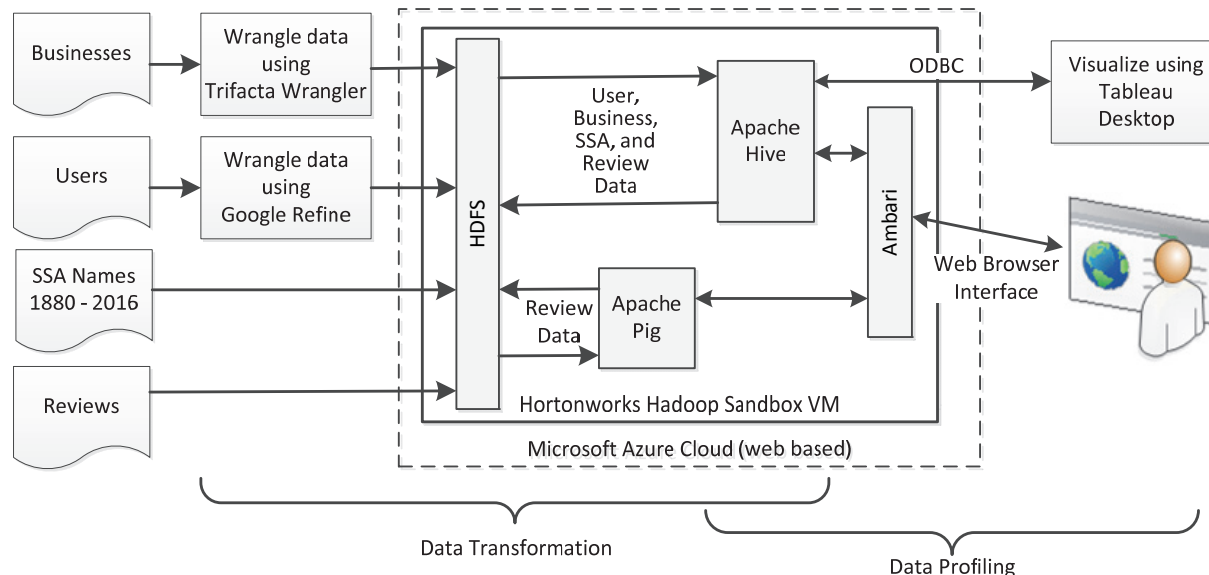 Businesses
Wrangle data
using
Trifacta Wrangler
Users
Wrangle data
using
Google Refine
SSA Names
1880 - 2016
Reviews
HDFS
User,
Business,
SSA, and
Review
Data
Apache
Hive
Review
Data
Apache
Pig
Ambari
ODBC
Visualize using
Tableau
Desktop
Web Browser
Interface
Hortonworks Hadoop Sandbox VM
Microsoft Azure Cloud (web based)
Data Transformation
Data Profiling